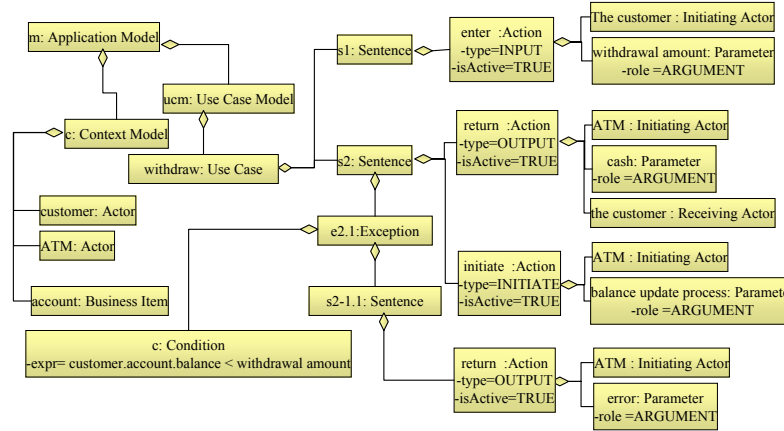 m: Application Model
ucm: Use Case Model
c: Context Model
withdraw: Use Case
customer: Actor
ATM: Actor
account: Business Item
s1: Sentence
s2: Sentence
e2.1:Exception
s2-1.1: Sentence
c: Condition
-expr= customer.account.balance < withdrawal amount
enter :Action
-type=INPUT
-isActive=TRUE
The customer : Initiating Actor
withdrawal amount: Parameter
-role =ARGUMENT
return :Action
-type=OUTPUT
-isActive=TRUE
ATM : Initiating Actor
cash: Parameter
-role =ARGUMENT
the customer : Receiving Actor
initiate :Action
-type=INITIATE
-isActive=TRUE
ATM : Initiating Actor
balance update process: Paramete
-role =ARGUMENT
return :Action
-type=OUTPUT
-isActive=TRUE
ATM : Initiating Actor
error: Parameter
-role =ARGUMENT